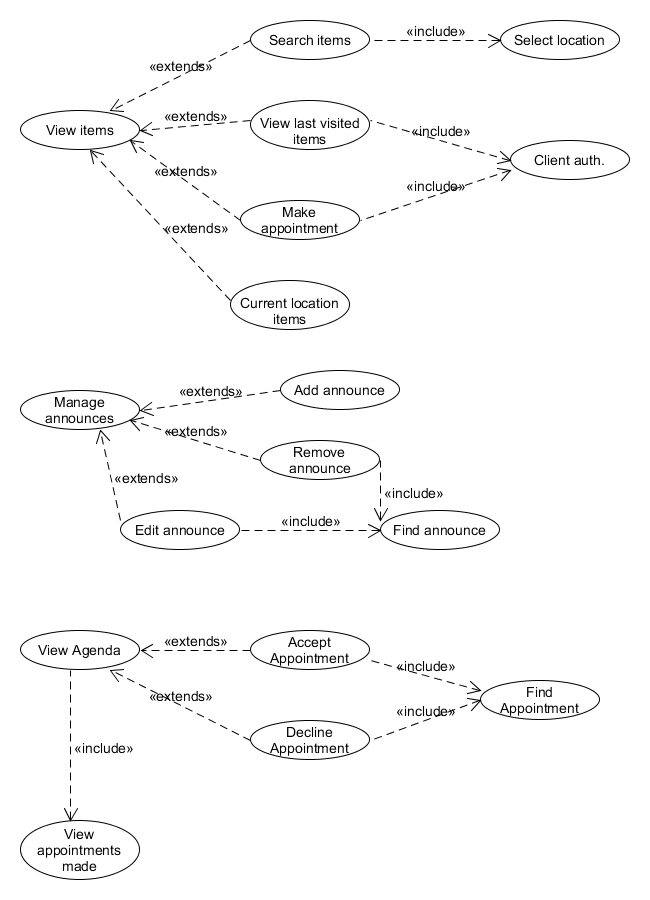 Search items
«include»
Select location
«extends»
View items
«extends»
View last visited
items
«include»
Client auth.
«extends»
«include»
Make
appointment
«extends»
Current location
items
Manage
announces
«extends»
Add announce
«extends»
Remove
announce
«extends»
«include»
Edit announce
«include»
Find announce
View Agenda
«extends»
Accept
Appointment
«include»
«extends»
Find
Appointment
«include»
Decline
Appointment
«include»
View
appointments
made